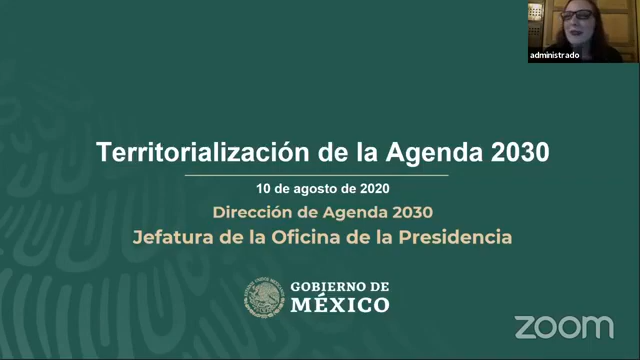 administrado
Territorialización de la Agenda 2030
10 de agosto de 2020
Dirección de Agenda 2030
Jefatura de la Oficina de la Presidencia
GOBIERNO DE
MÉXICO
zoom